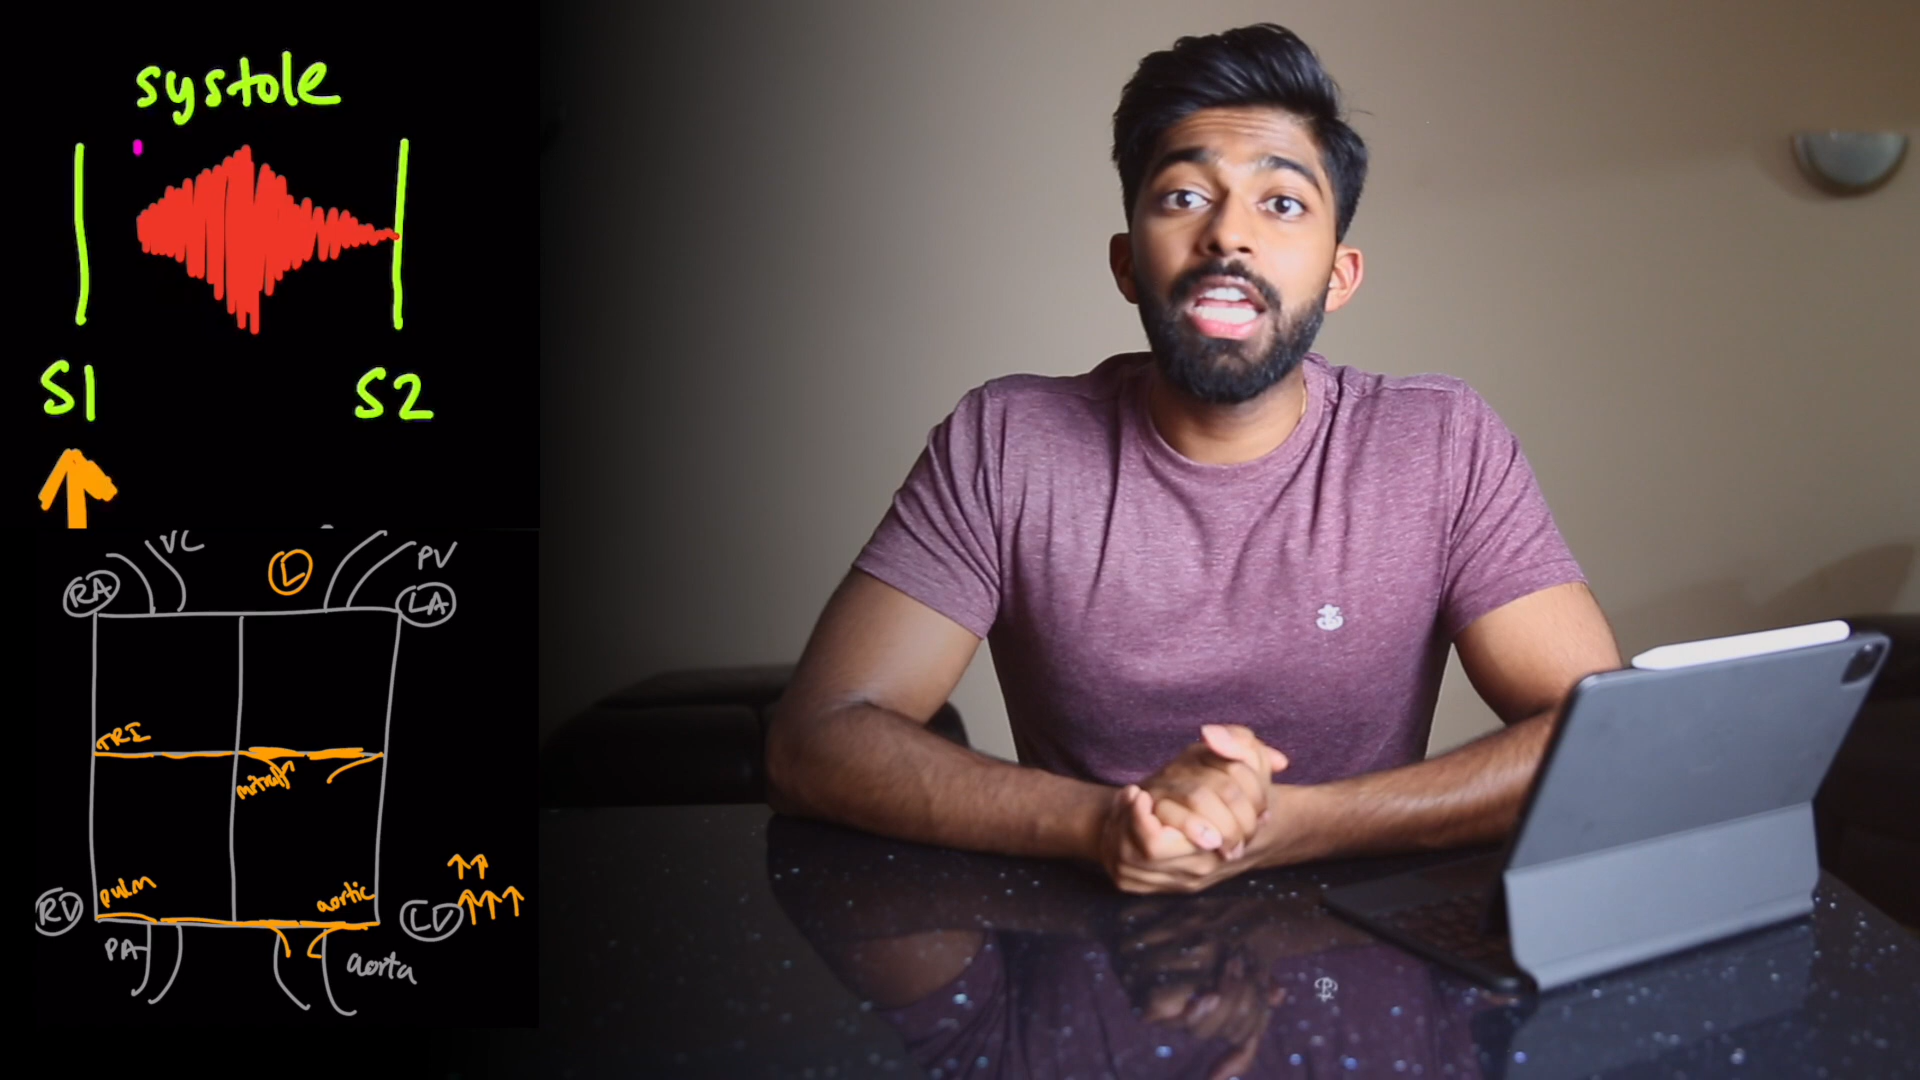 systole
S1 S2
VC
L
PV
RA
LA
TRI
mitral
pulm
aortic
RV
LV
PA
aorta